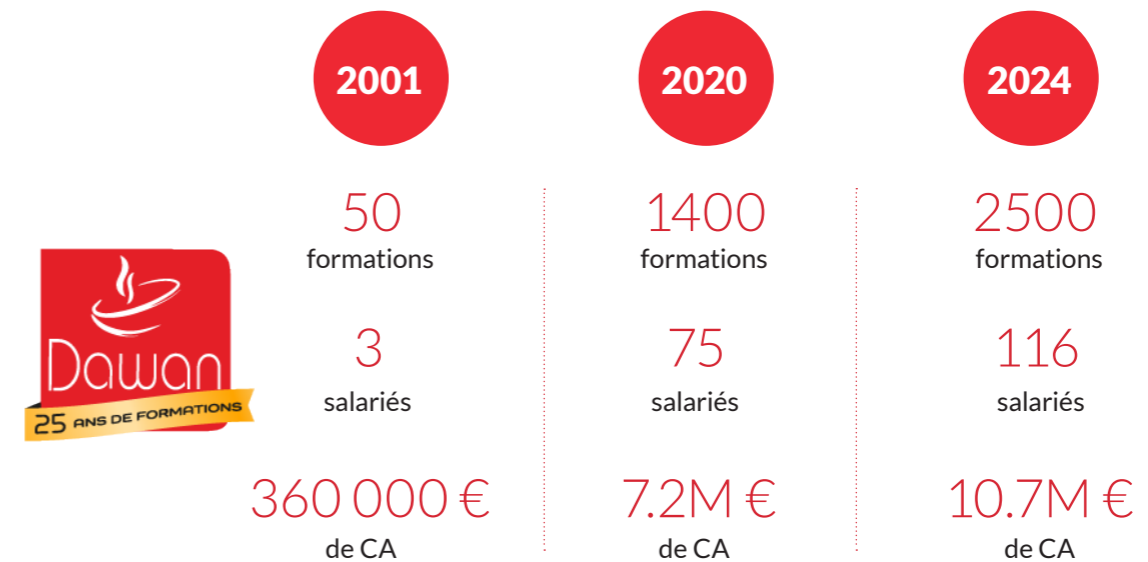 2001
2020
2024
50
formations
1400
formations
2500
formations
Dawan
25 ANS DE FORMATIONS
3
salariés
75
salariés
116
salariés
360 000 €
de CA
7.2M €
de CA
10.7M €
de CA